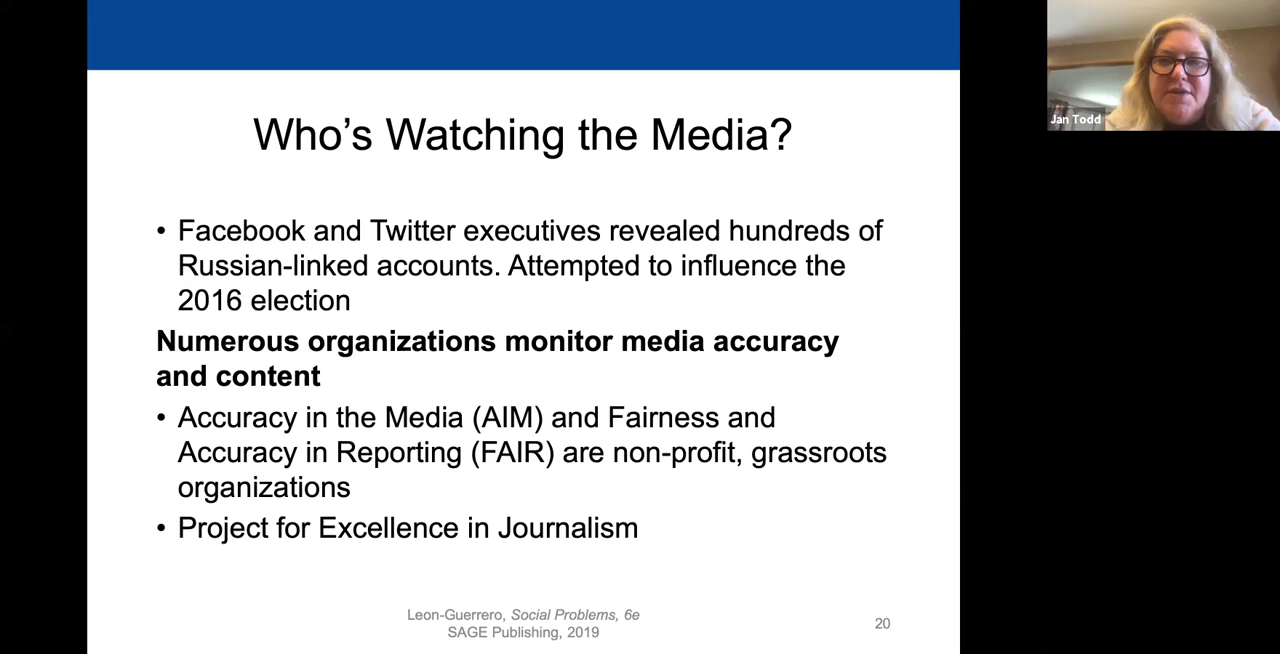 Who’s Watching the Media?
• Facebook and Twitter executives revealed hundreds of
Russian-linked accounts. Attempted to influence the
2016 election
Numerous organizations monitor media accuracy
and content
• Accuracy in the Media (AIM) and Fairness and
Accuracy in Reporting (FAIR) are non-profit, grassroots
organizations
• Project for Excellence in Journalism
Leon-Guerrero, Social Problems, 6e
SAGE Publishing, 2019
20
Jan Todd